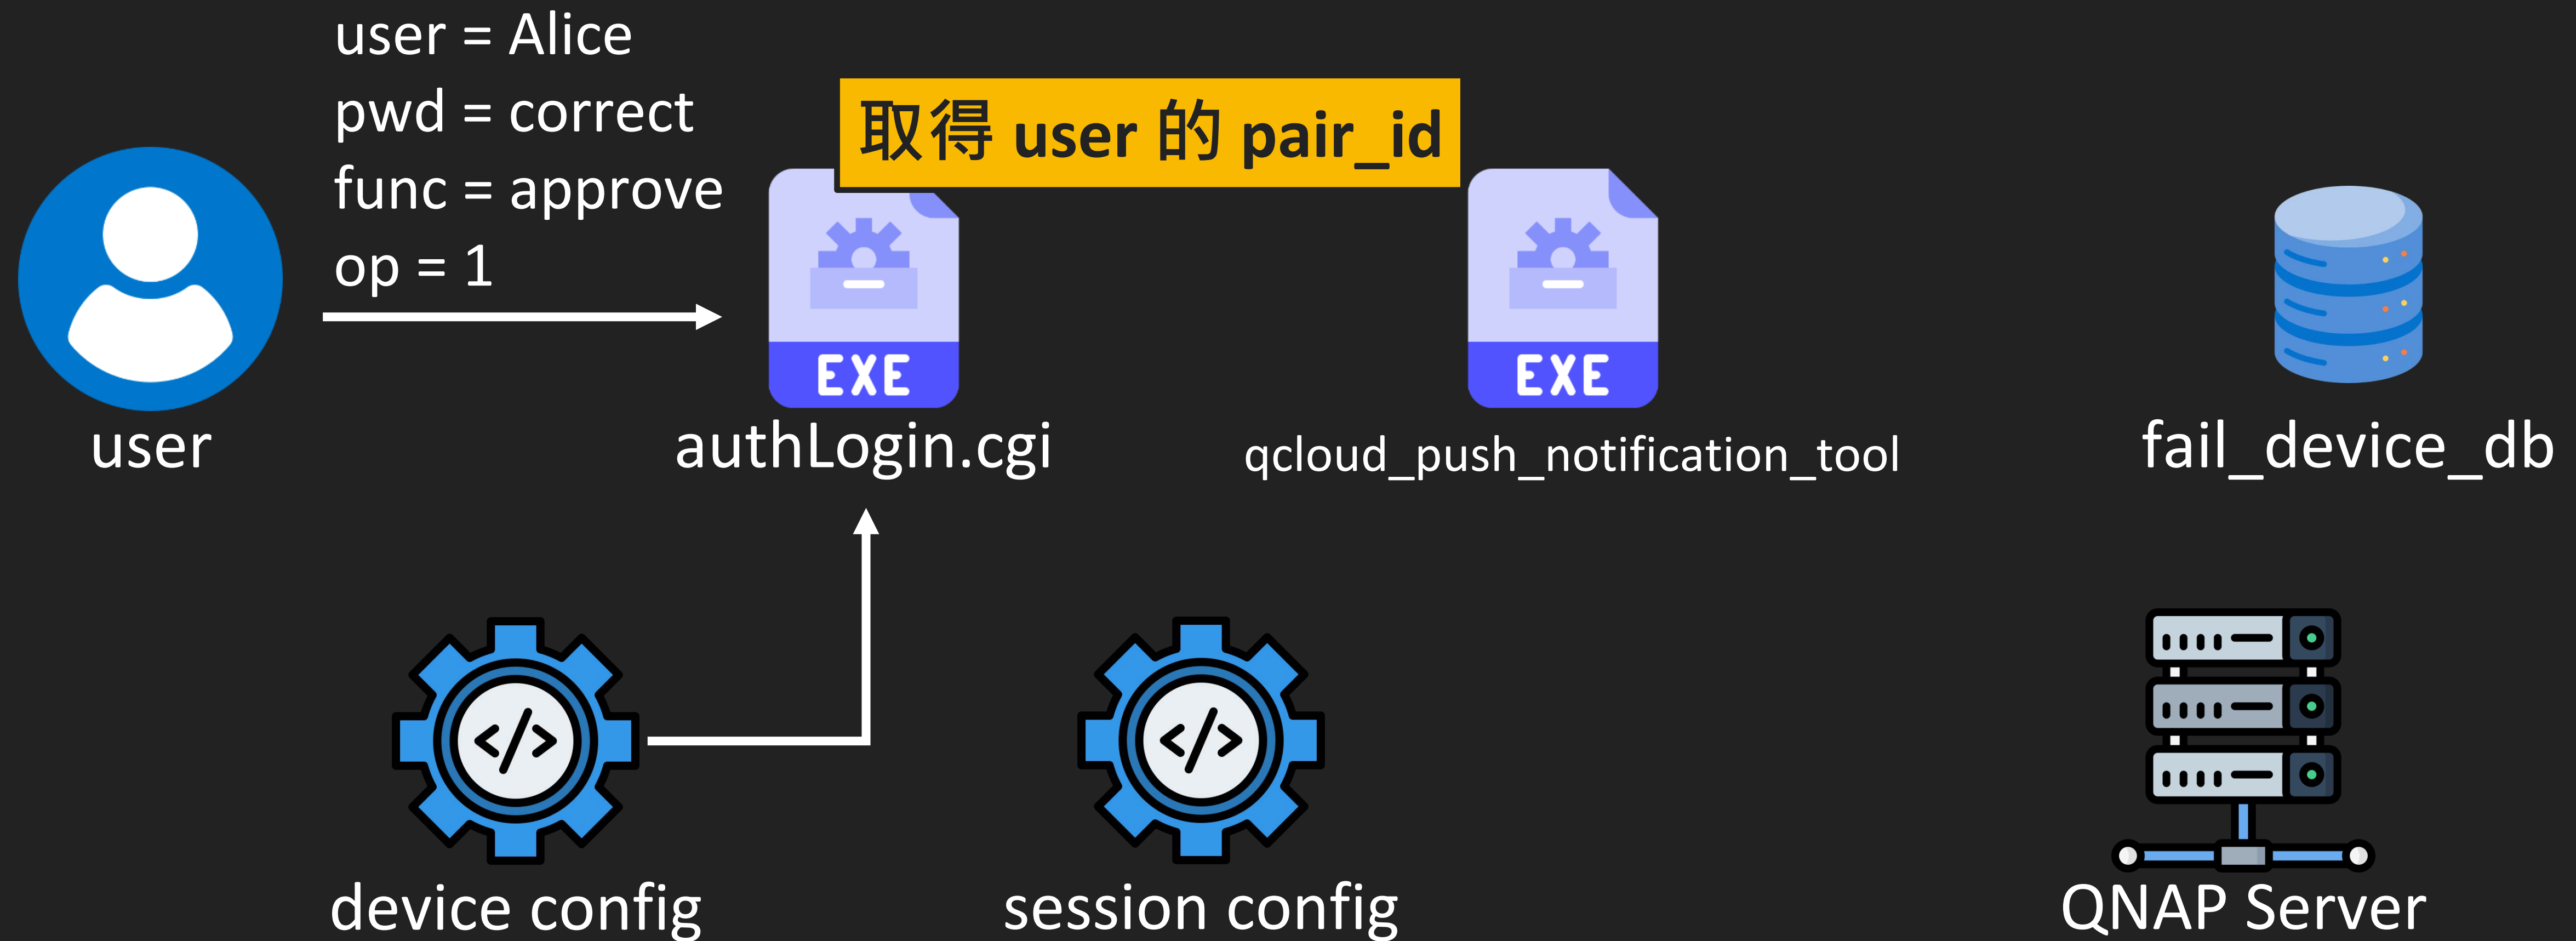 user = Alice
pwd = correct
func = approve
op = 1
取得 user 的 pair_id
EXE
EXE
user
authLogin.cgi
qcloud_push_notification_tool
fail_device_db
</>
</>
device config
session config
QNAP Server